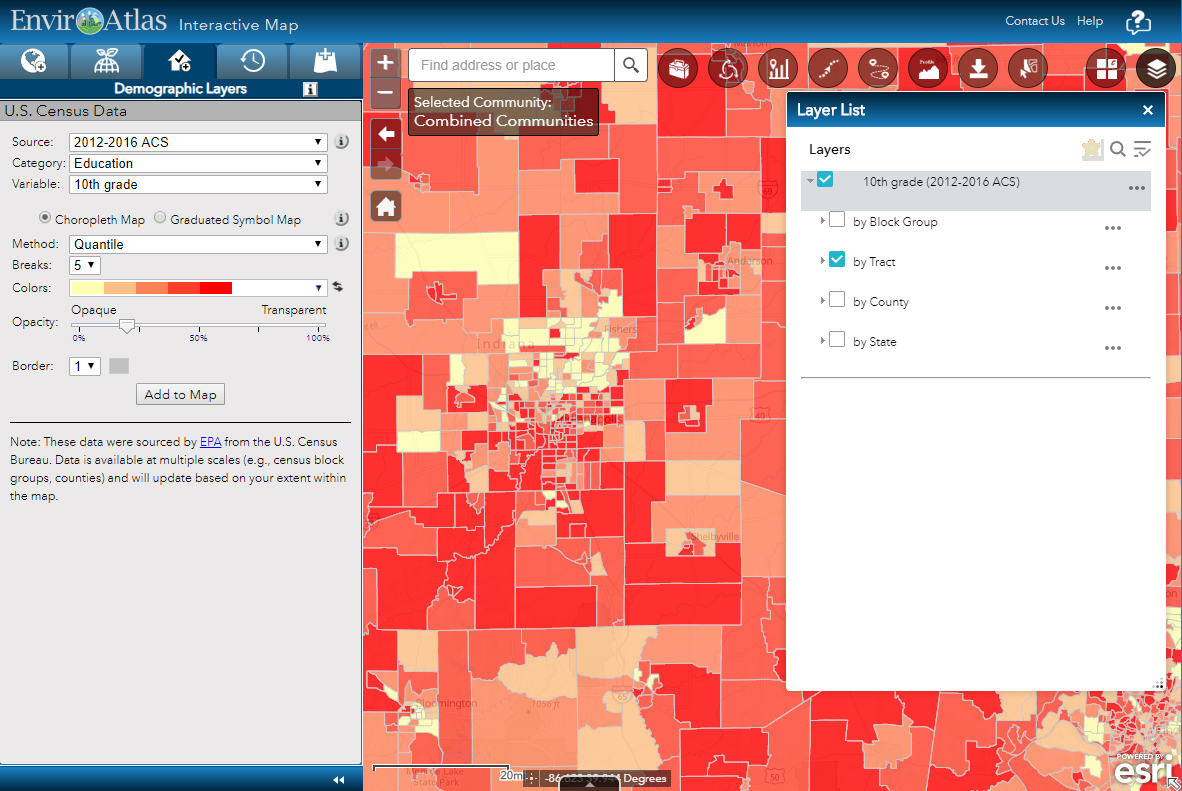 EnviroAtlas Interactive Map
Contact Us Help
Demographic Layers
U.S. Census Data
Source: 2012-2016 ACS
Category: Education
Variable: 10th grade
Choropleth Map Graduated Symbol Map
Method: Quantile
Breaks: 5
Colors:
Opaque Transparent
Opacity:
0% 50% 100%
Border: 1
Add to Map
Note: These data were sourced by EPA from the U.S. Census
Bureau. Data is available at multiple scales (e.g., census block
groups, counties) and will update based on your extent within
the map.
Find address or place
Selected Community:
Combined Communities
Profile
Layer List
Layers
10th grade (2012-2016 ACS)
by Block Group
by Tract
by County
by State
69
Anderson
Fishers
Indiana
40
Shelbyville
65
Bloomington
1056 ft
Lake
State Park
50
20mi
Degrees
POWERED BY
esri